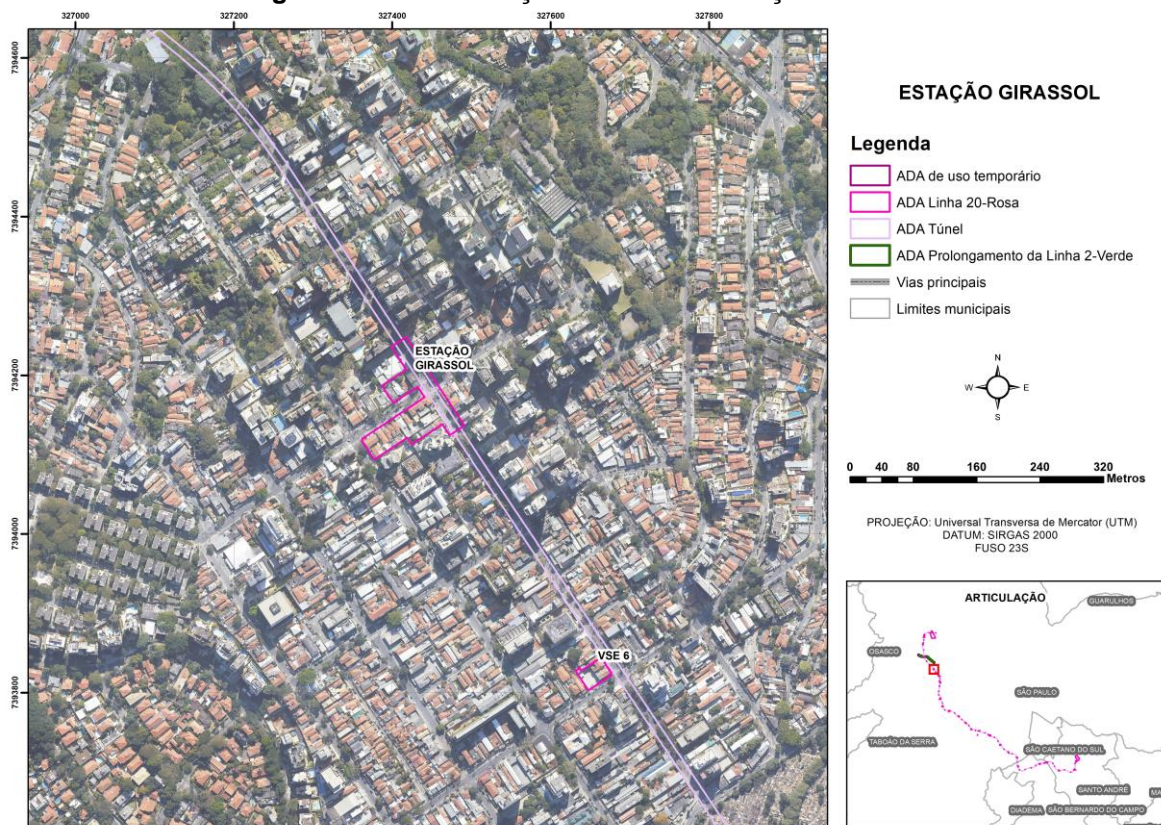 327000 327200 327400 327600 327800
7394600
7394400
7394200
7394000
7393800
ESTAÇÃO
GIRASSOL
VSE 6
ESTAÇÃO GIRASSOL
Legenda
ADA de uso temporário
ADA Linha 20-Rosa
ADA Túnel
ADA Prolongamento da Linha 2-Verde
Vias principais
Limites municipais
N
W E
S
0 40 80 160 240 320
Metros
PROJEÇÃO: Universal Transversa de Mercator (UTM)
DATUM: SIRGAS 2000
FUSO 23S
ARTICULAÇÃO
GUARULHOS
OSASCO
SÃO PAULO
TABOÃO DA SERRA
SÃO CAETANO DO SUL
SANTO ANDRÉ
MA
DIADEMA
SÃO BERNARDO DO CAMPO